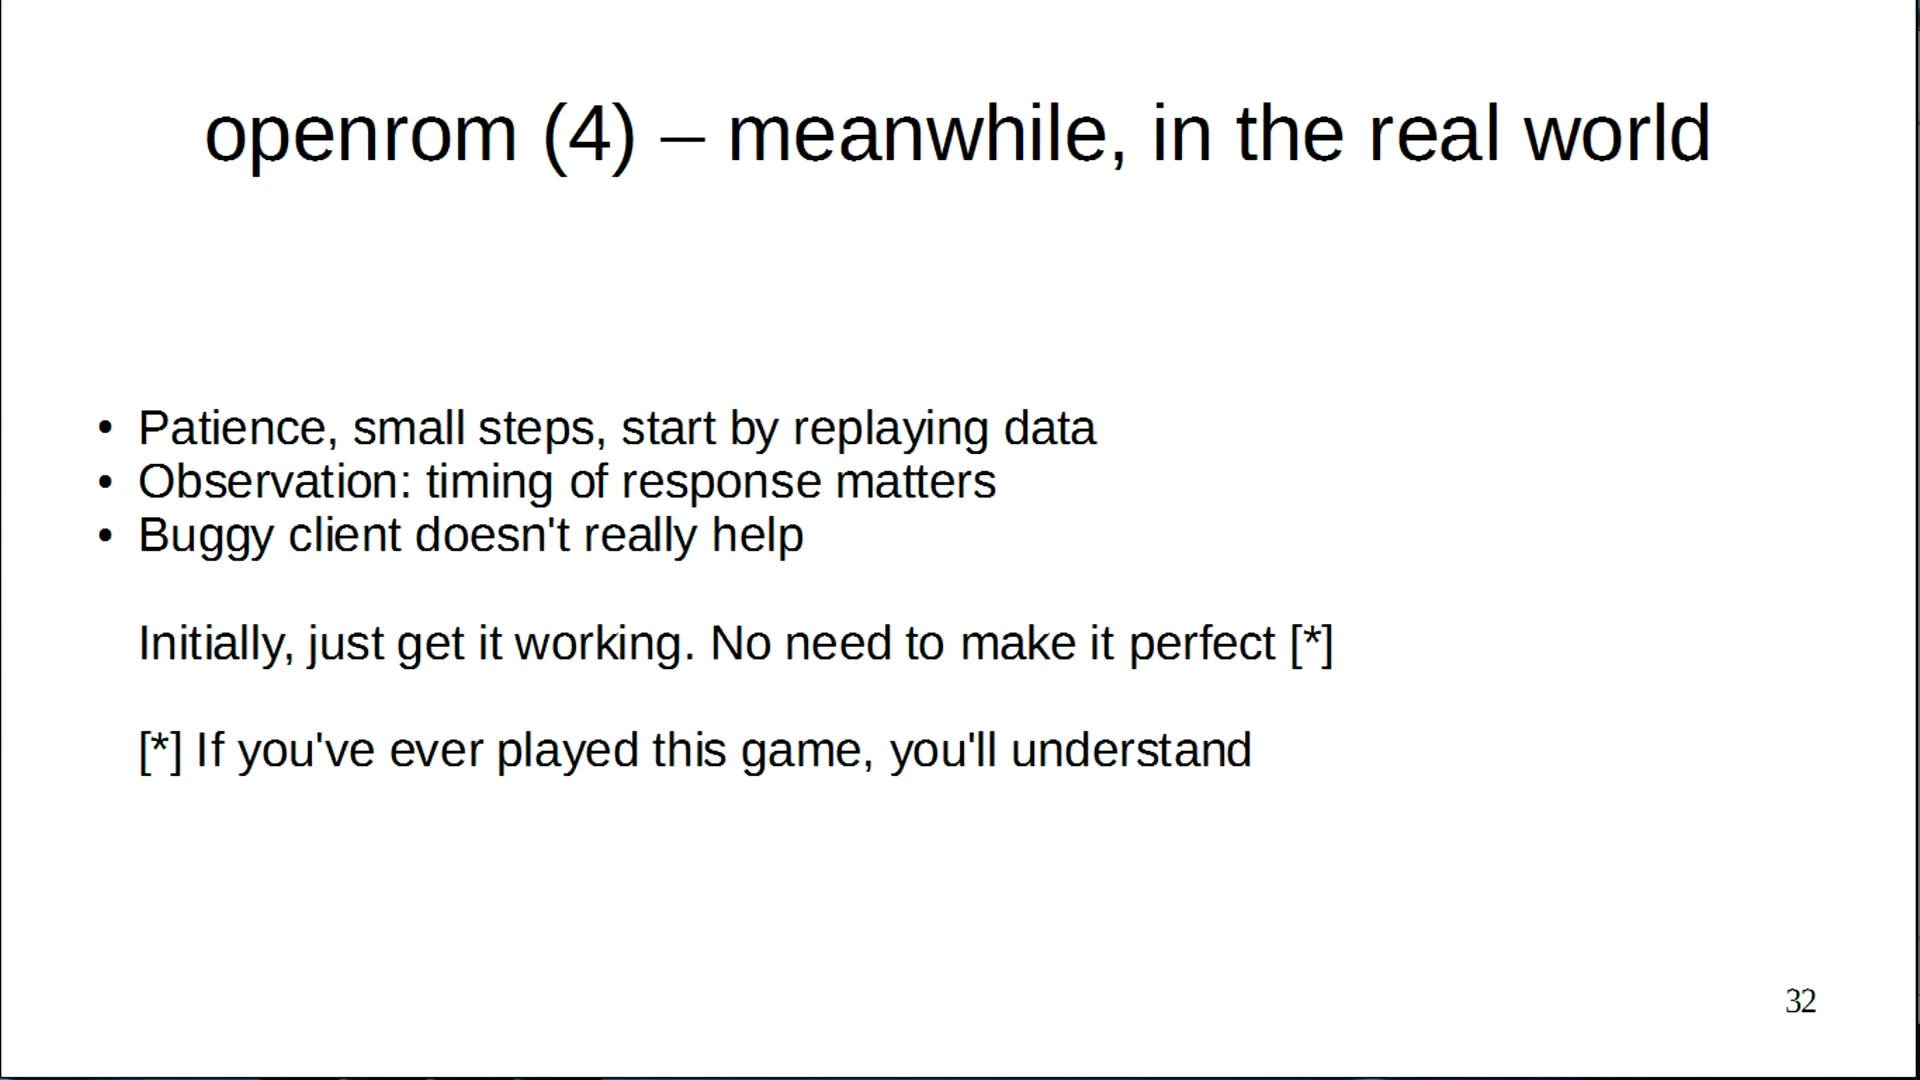 openrom (4) – meanwhile, in the real world
• Patience, small steps, start by replaying data
• Observation: timing of response matters
• Buggy client doesn't really help
Initially, just get it working. No need to make it perfect [*]
[*] If you've ever played this game, you'll understand
32